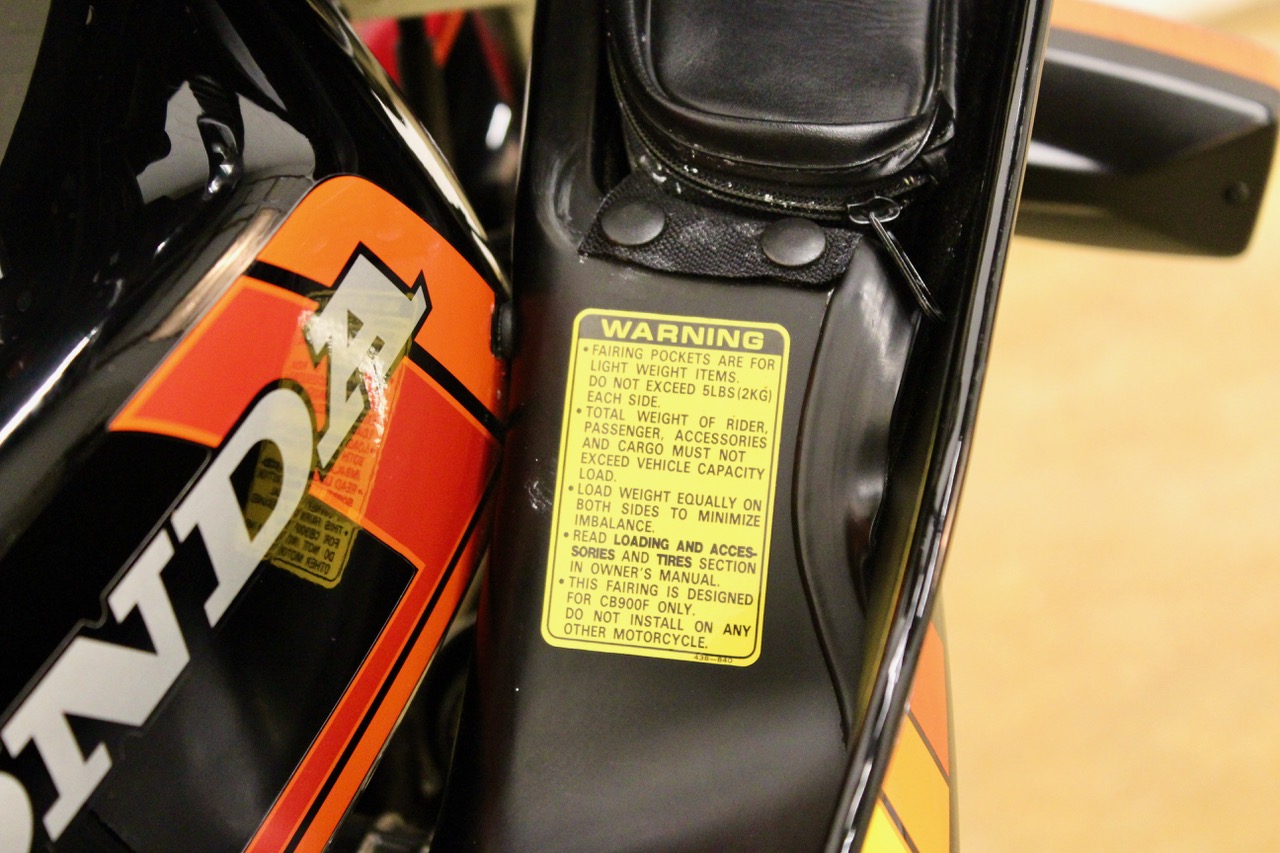 WARNING
• FAIRING POCKETS ARE FOR
LIGHT WEIGHT ITEMS.
DO NOT EXCEED 5LBS(2KG)
EACH SIDE.
• TOTAL WEIGHT OF RIDER,
PASSENGER, ACCESSORIES
AND CARGO MUST NOT
EXCEED VEHICLE CAPACITY
LOAD.
• LOAD WEIGHT EQUALLY ON
BOTH SIDES TO MINIMIZE
IMBALANCE.
• READ LOADING AND ACCES-
SORIES AND TIRES SECTION
IN OWNER'S MANUAL.
• THIS FAIRING IS DESIGNED
FOR CB900F ONLY.
DO NOT INSTALL ON ANY
OTHER MOTORCYCLE.
438-840
ONDA